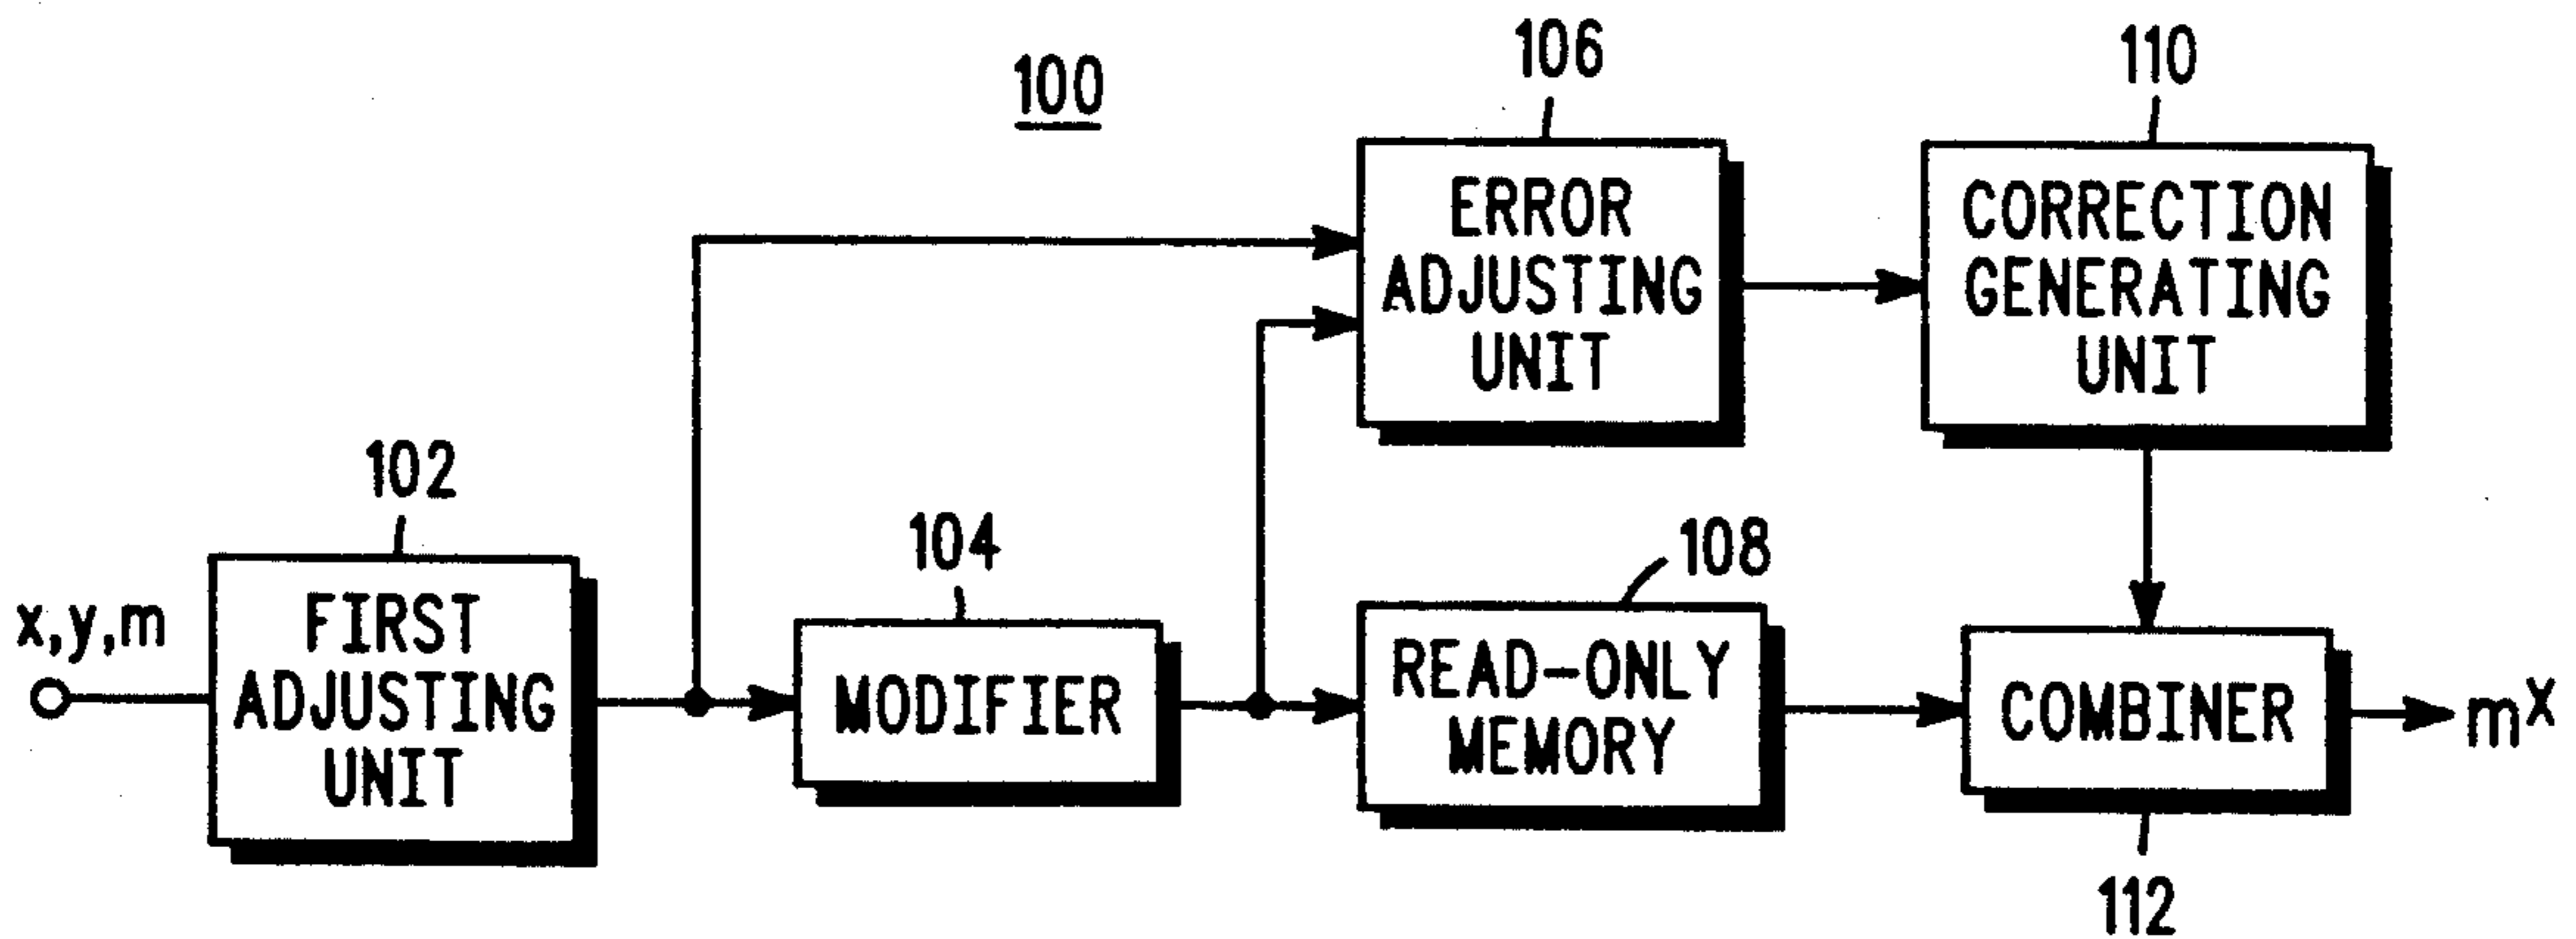 100
106
110
ERROR
ADJUSTING
UNIT
CORRECTION
GENERATING
UNIT
102
104
108
x,y,m
FIRST
ADJUSTING
UNIT
MODIFIER
READ-ONLY
MEMORY
COMBINER
m^x
112